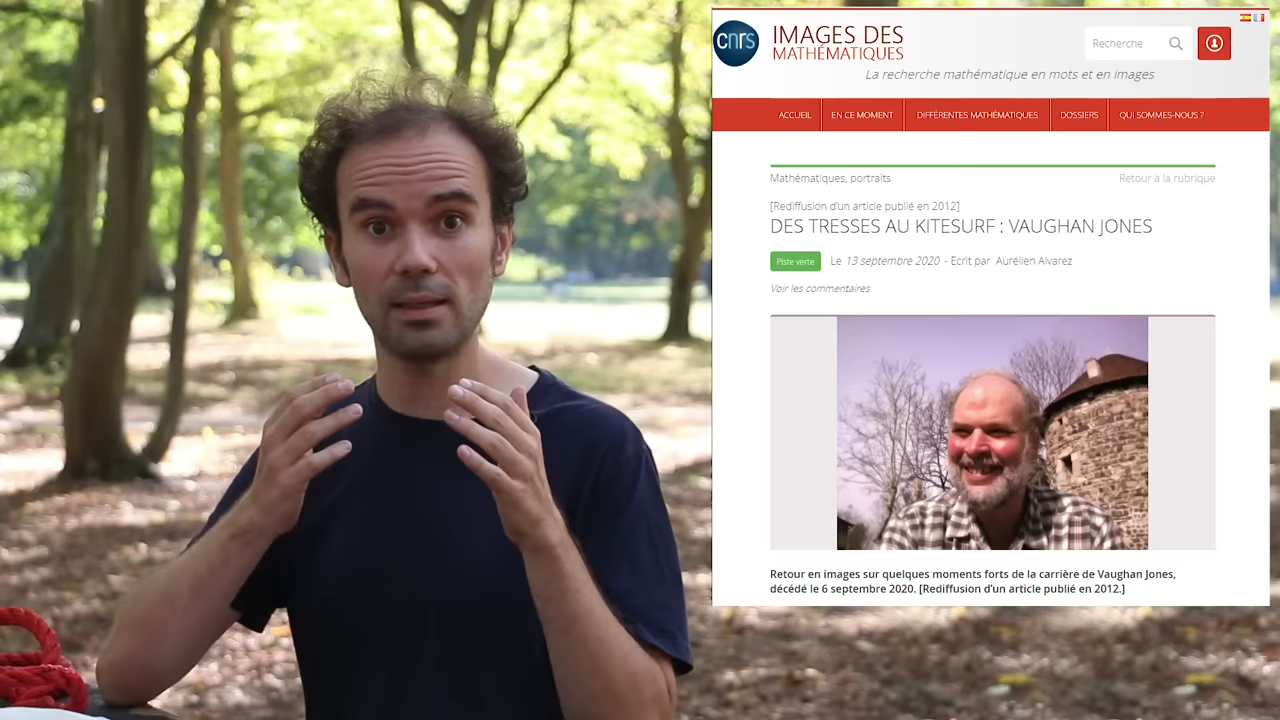 cnrs
IMAGES DES
MATHÉMATIQUES
Recherche
La recherche mathématique en mots et en images
ACCUEIL
EN CE MOMENT
DIFFÉRENTES MATHÉMATIQUES
DOSSIERS
QUI SOMMES-NOUS ?
Mathématiques, portraits
Retour à la rubrique
[Rediffusion d'un article publié en 2012]
DES TRESSES AU KITESURF : VAUGHAN JONES
Piste verte
Le 13 septembre 2020 - Ecrit par Aurélien Alvarez
Voir les commentaires
Retour en images sur quelques moments forts de la carrière de Vaughan Jones,
décédé le 6 septembre 2020. [Rediffusion d'un article publié en 2012.]